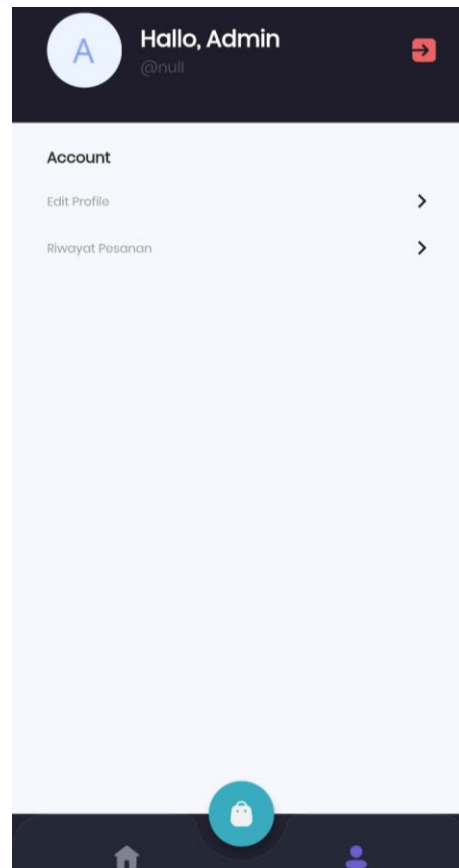 A
Hallo, Admin
@null
Account
Edit Profile
Riwayat Pesanan